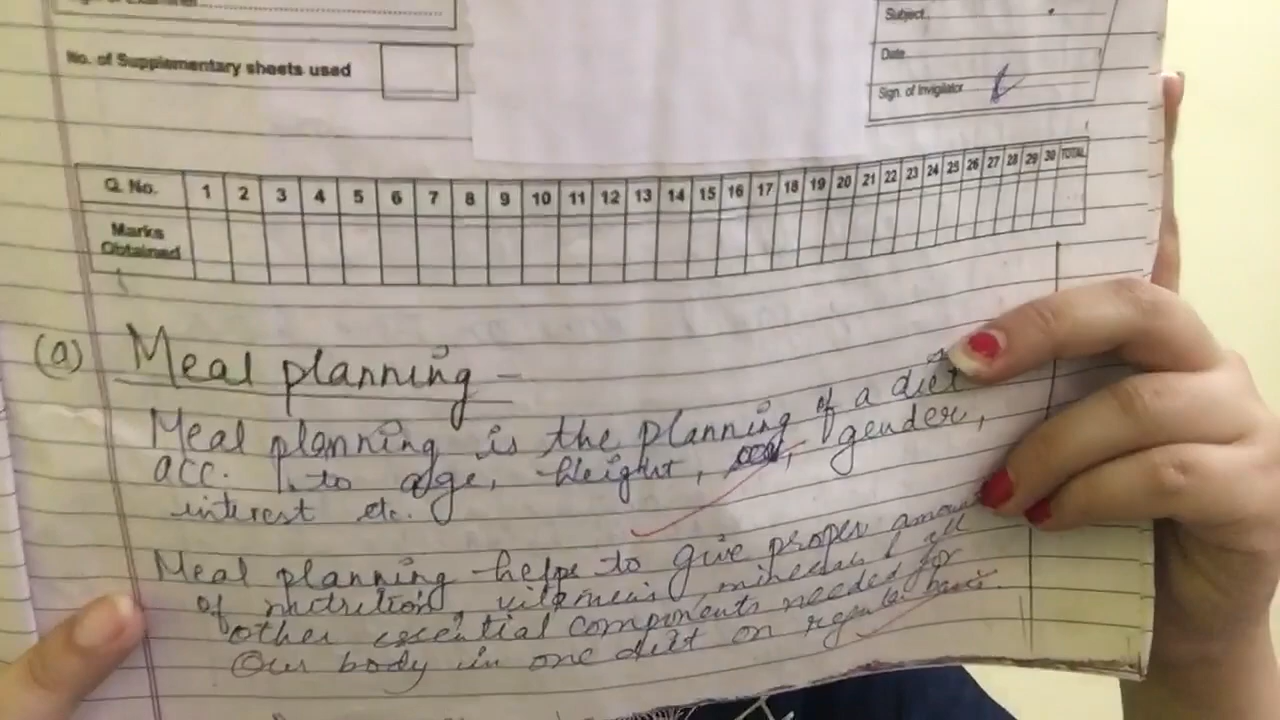 No. of Supplementary sheets used
Subject
Date
Sign. of Invigilator
Q. No. 1 2 3 4 5 6 7 8 9 10 11 12 13 14 15 16 17 18 19 20 21 22 23 24 25 26 27 28 29 30 TOTAL
Marks
Obtained
(a) Meal planning -
Meal planning is the planning of a diet
acc. to age, height, gender,
interest etc.
Meal planning helps to give proper
of nutrition, vitamins, minerals & all
other essential components needed for
Our body in one diet on regular basis.